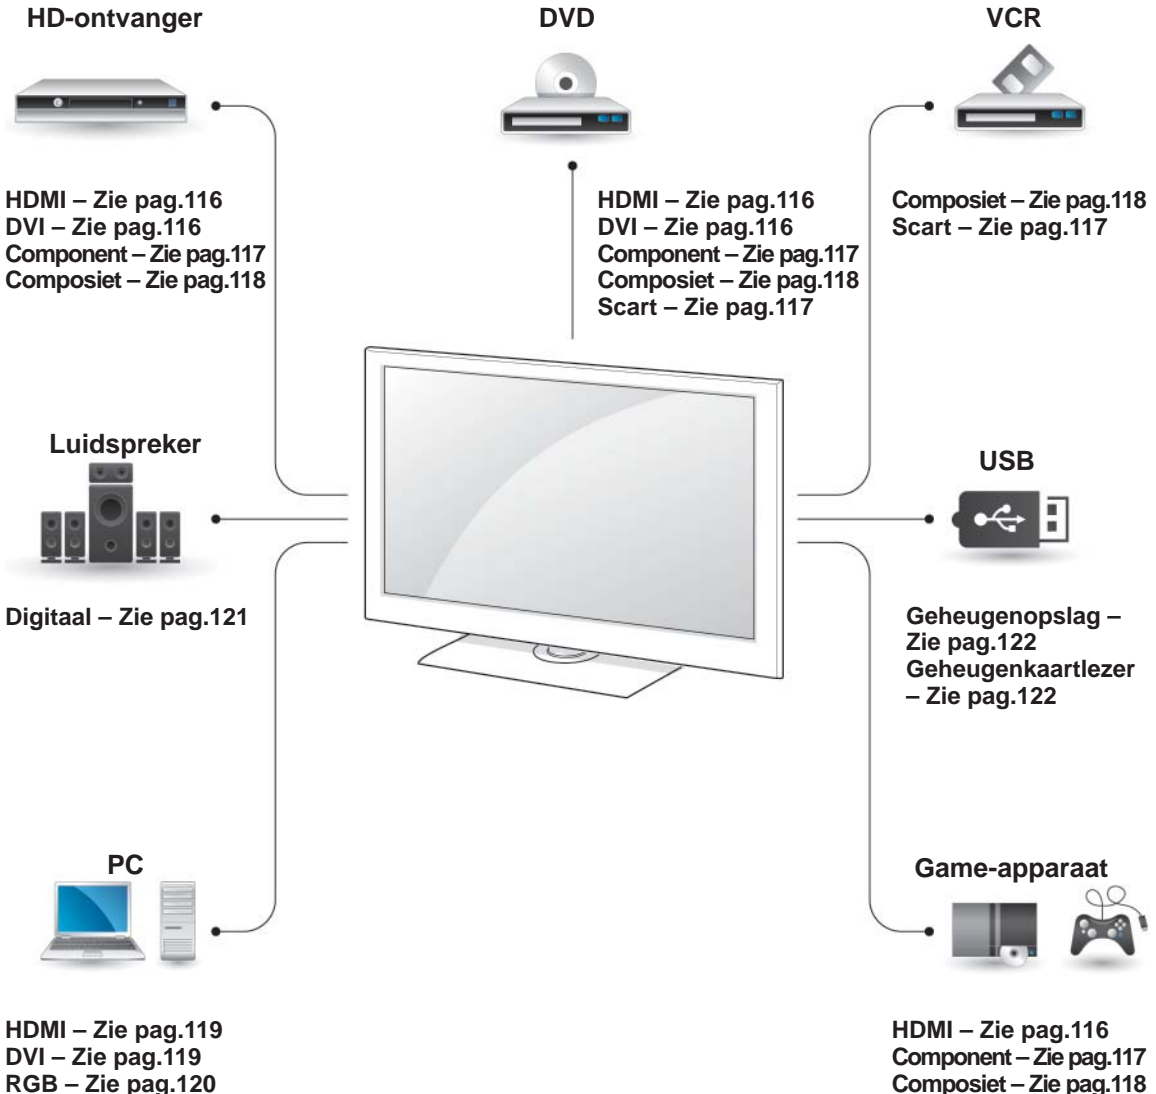 HD-ontvanger
HDMI – Zie pag.116
DVI – Zie pag.116
Component – Zie pag.117
Composiet – Zie pag.118
DVD
HDMI – Zie pag.116
DVI – Zie pag.116
Component – Zie pag.117
Composiet – Zie pag.118
Scart – Zie pag.117
VCR
Composiet – Zie pag.118
Scart – Zie pag.117
Luidspreker
Digitaal – Zie pag.121
USB
Geheugenopslag –
Zie pag.122
Geheugenkaartlezer
– Zie pag.122
PC
HDMI – Zie pag.119
DVI – Zie pag.119
RGB – Zie pag.120
Game-apparaat
HDMI – Zie pag.116
Component – Zie pag.117
Composiet – Zie pag.118